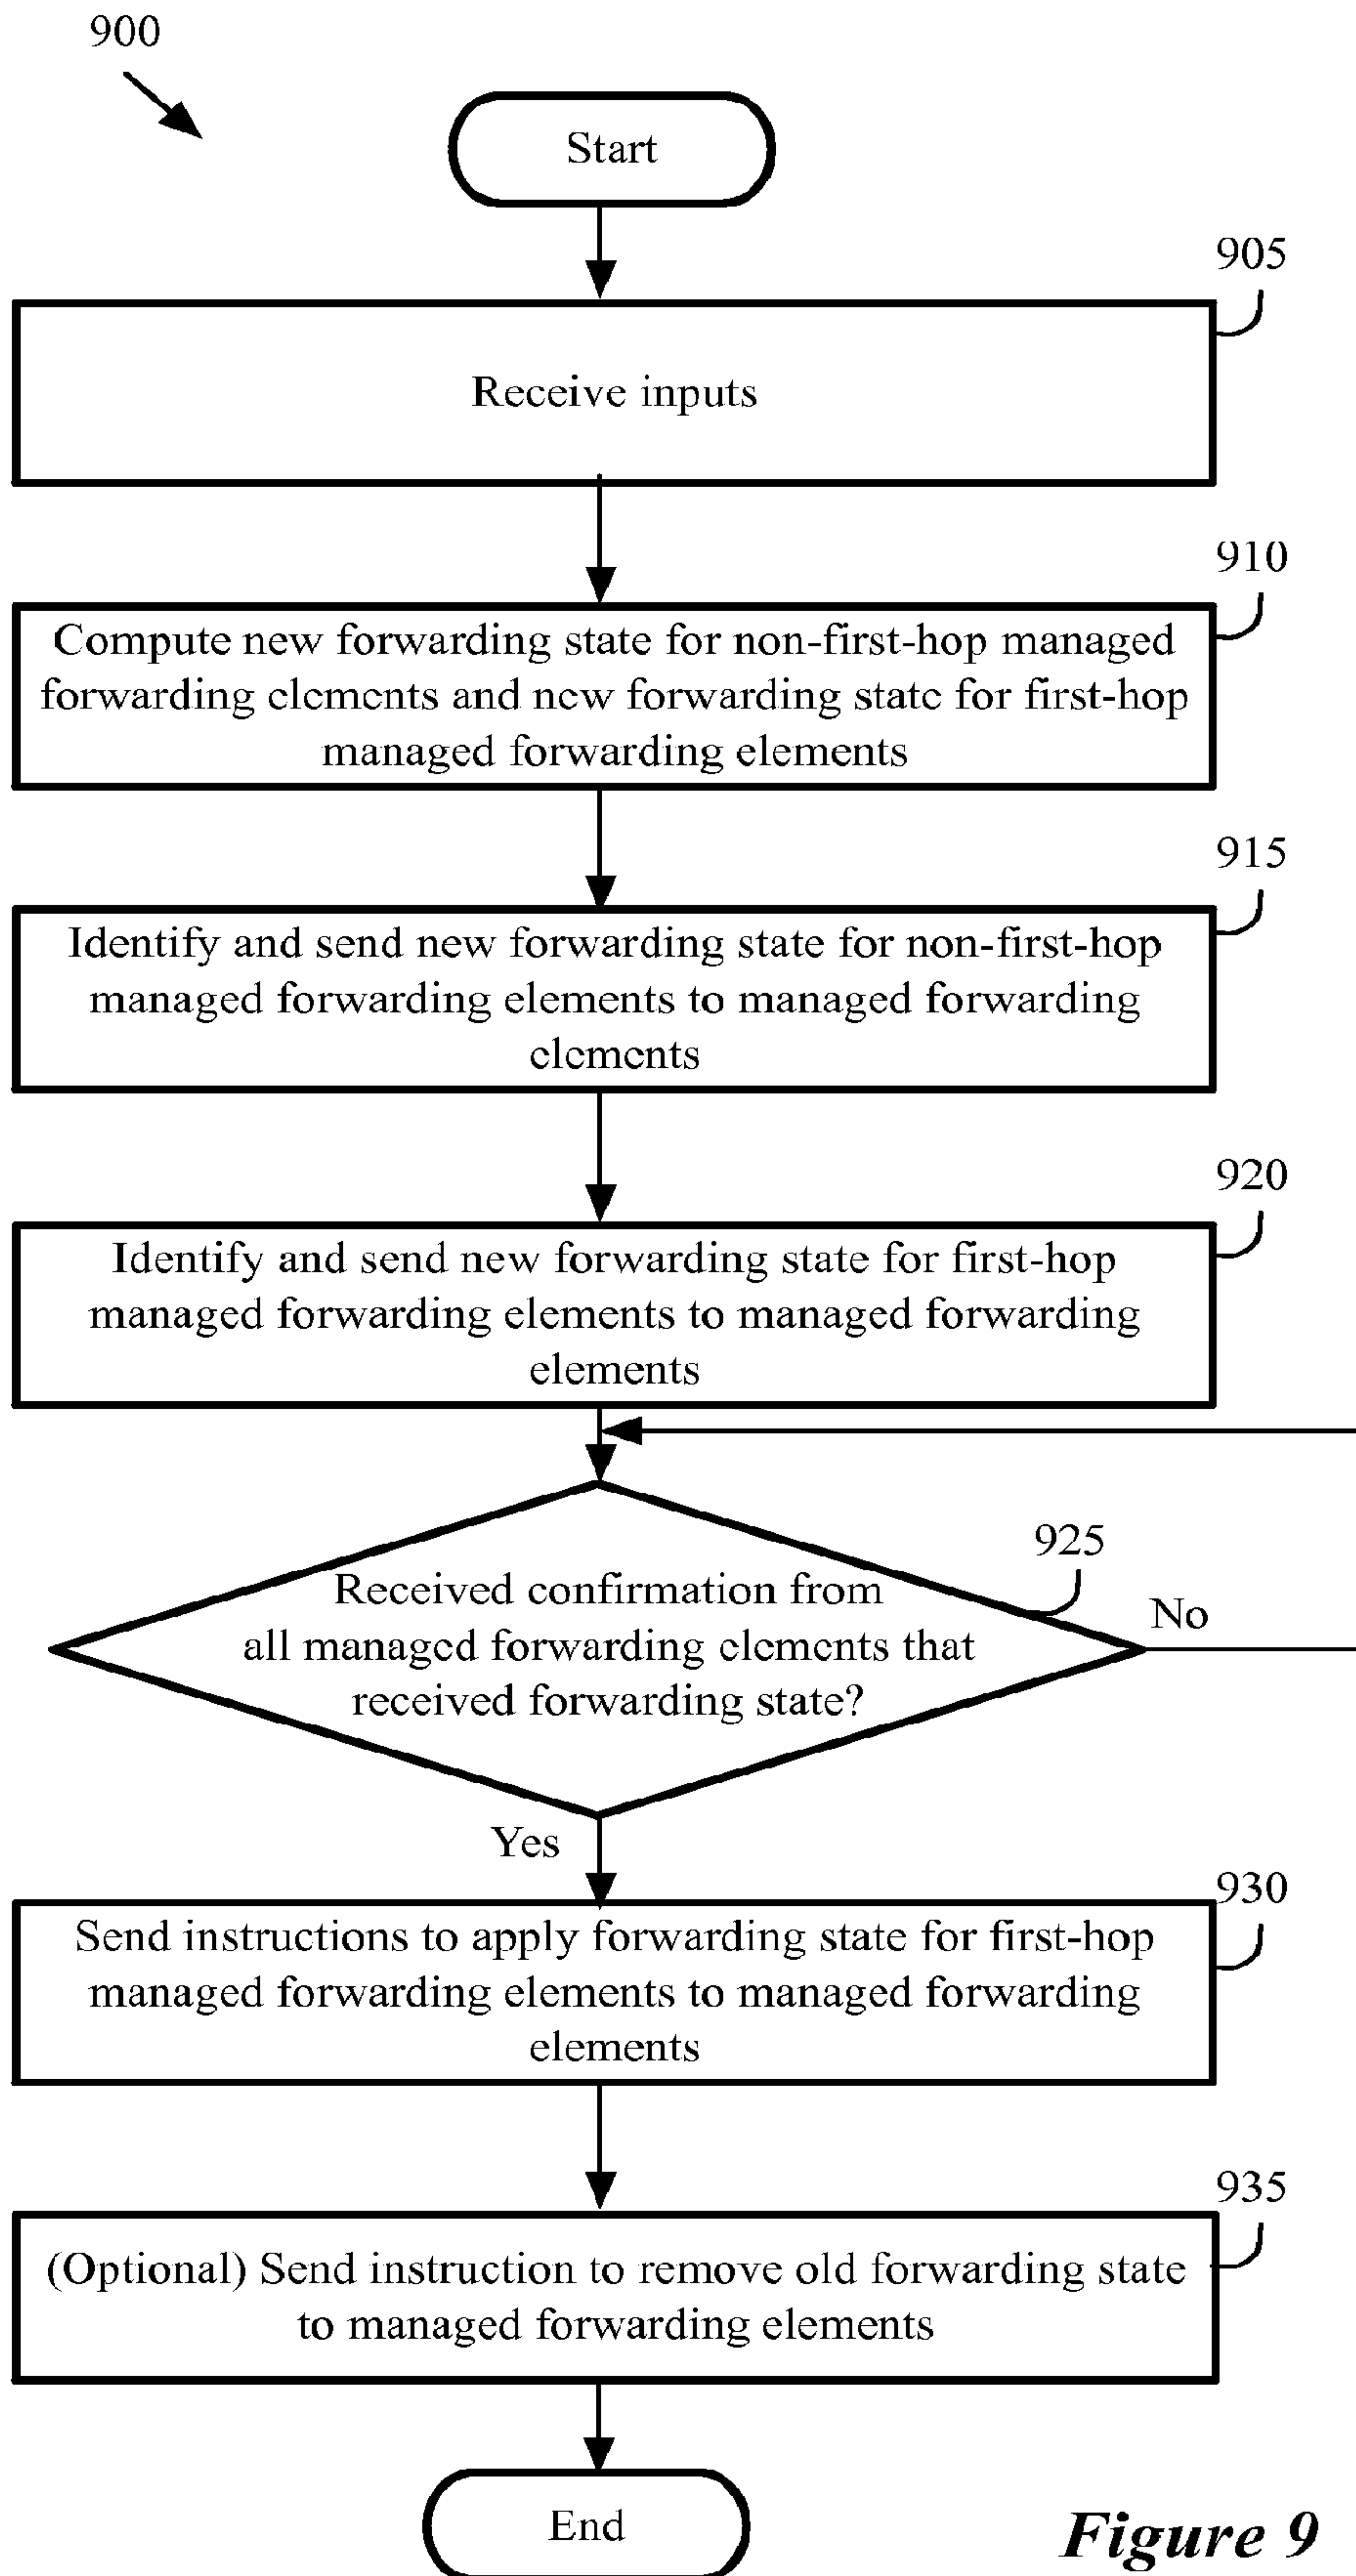 900
Start
905
Receive inputs
910
Compute new forwarding state for non-first-hop managed
forwarding elements and new forwarding state for first-hop
managed forwarding elements
915
Identify and send new forwarding state for non-first-hop
managed forwarding elements to managed forwarding
elements
920
Identify and send new forwarding state for first-hop
managed forwarding elements to managed forwarding
elements
925
Received confirmation from
all managed forwarding elements that
received forwarding state?
No
Yes
930
Send instructions to apply forwarding state for first-hop
managed forwarding elements to managed forwarding
elements
935
(Optional) Send instruction to remove old forwarding state
to managed forwarding elements
End
Figure 9